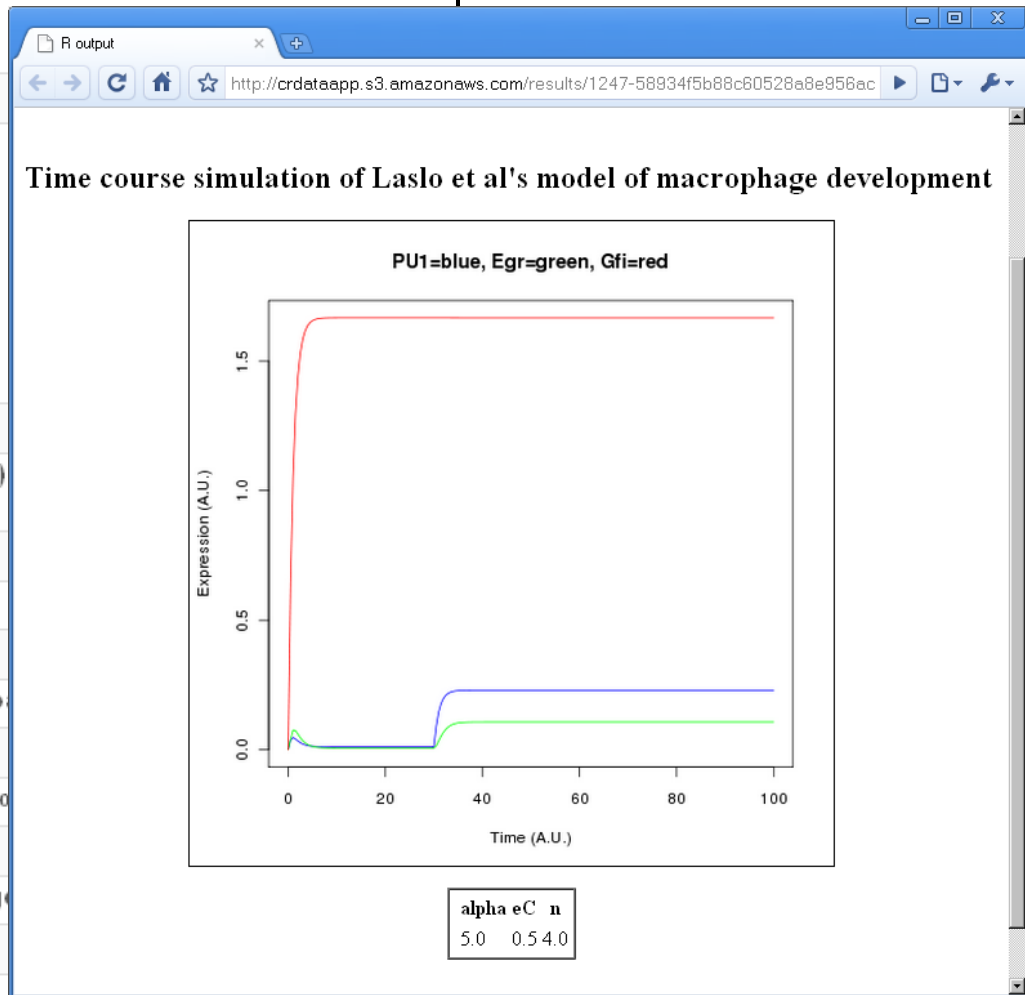 R output
http://crdataapp.s3.amazonaws.com/results/1247-58934f5b88c60528a8e956ac
Time course simulation of Laslo et al's model of macrophage development
PU1=blue, Egr=green, Gfi=red
Expression (A.U.)
1.5
1.0
0.5
0.0
0 20 40 60 80 100
Time (A.U.)
alpha eC n
5.0 0.5 4.0